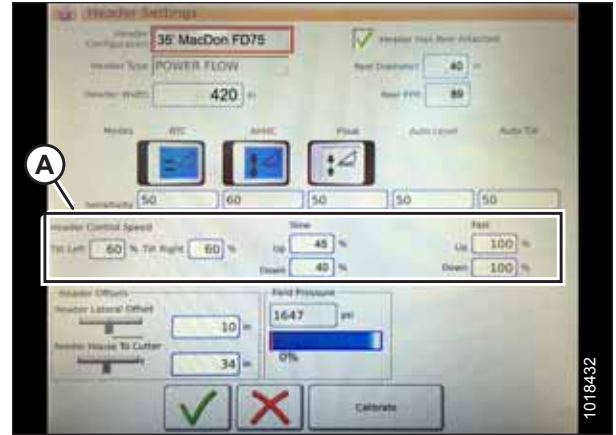 Header Settings
Header Configuration 35' MacDon FD75
Header Has Reel Attached
Header Type POWER FLOW
Reel Diameter 40 in
Header Width 420 in
Reel PPR 89
Modes RTC AHHC Float Auto Level Auto Tilt
A
Sensitivity 50 60 50 50 50
Header Control Speed Slow Fast
Tilt Left 60 % Tilt Right 60 % Up 48 % Up 100 %
Down 40 % Down 100 %
Header Offsets Field Pressure
Header Lateral Offset
10 in 1647 psi
Feeder House To Cutter
34 in 0%
Calibrate
1018432